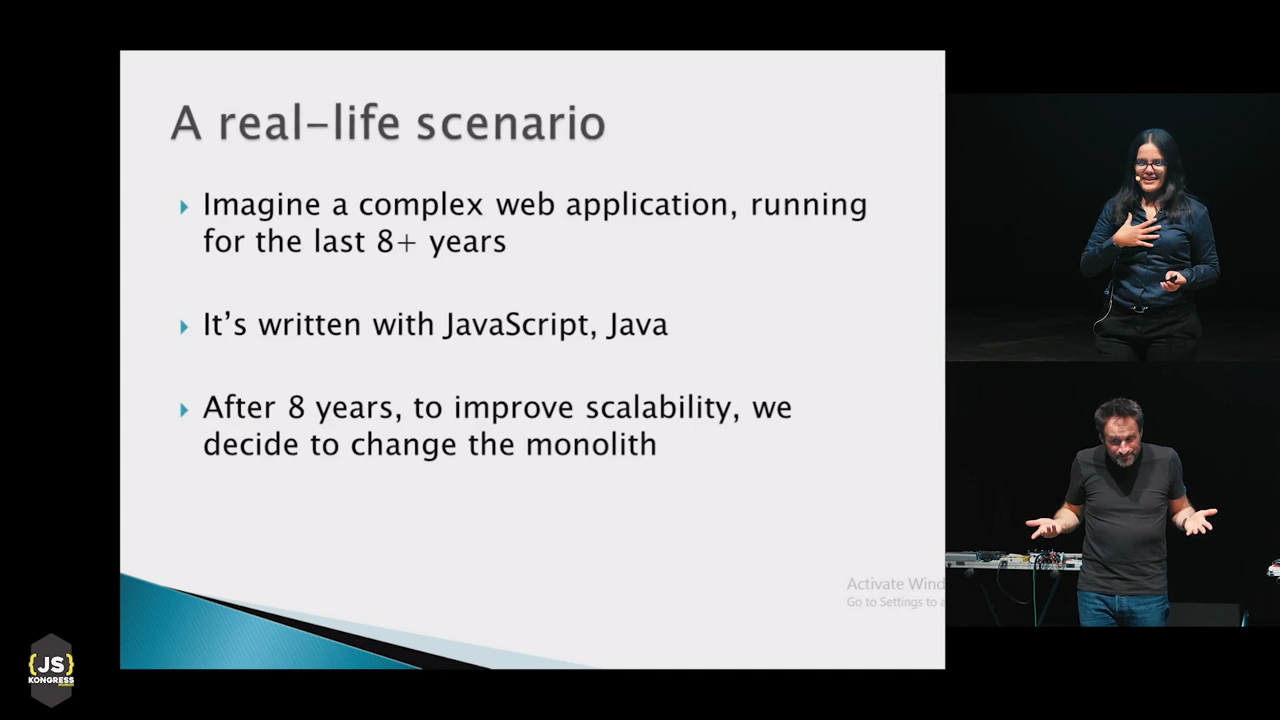 A real-life scenario
Imagine a complex web application, running
for the last 8+ years
It's written with JavaScript, Java
After 8 years, to improve scalability, we
decide to change the monolith
Activate Wind
Go to Settings to a
{JS}
KONGRESS